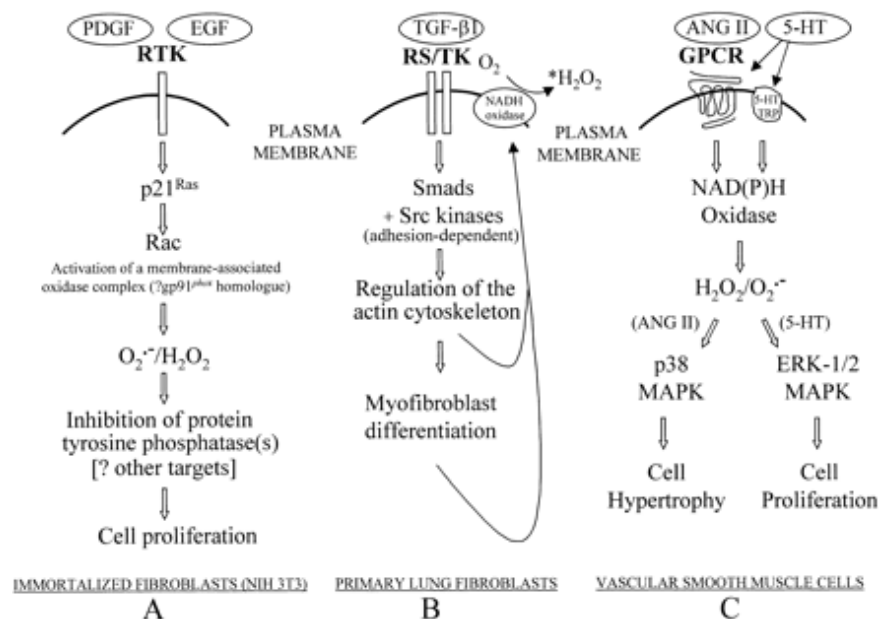 PDGF
EGF
RTK
PLASMA
MEMBRANE
p21Ras
Rac
Activation of a membrane-associated
oxidase complex (?gp91phox homologue)
O2·-/H2O2
Inhibition of protein
tyrosine phosphatase(s)
[? other targets]
Cell proliferation
IMMORTALIZED FIBROBLASTS (NIH 3T3)
A
TGF-β1
RS/TK
O2
*H2O2
NADH
oxidase
PLASMA
MEMBRANE
Smads
+ Src kinases
(adhesion-dependent)
Regulation of the
actin cytoskeleton
Myofibroblast
differentiation
PRIMARY LUNG FIBROBLASTS
B
ANG II
5-HT
GPCR
5-HT
TRP
NAD(P)H
Oxidase
H2O2/O2·-
(ANG II)
(5-HT)
p38
MAPK
ERK-1/2
MAPK
Cell
Hypertrophy
Cell
Proliferation
VASCULAR SMOOTH MUSCLE CELLS
C